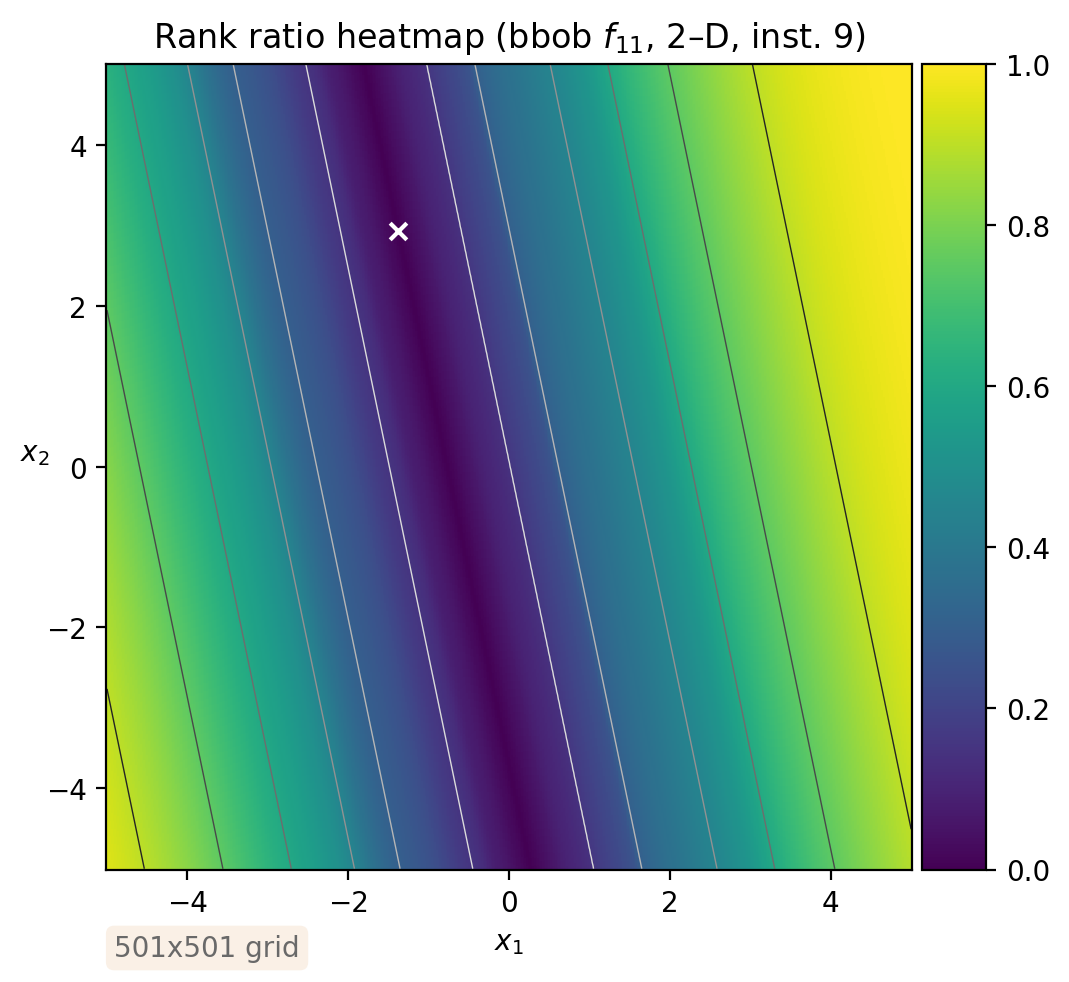 Rank ratio heatmap (bbob f₁₁, 2–D, inst. 9)
1.0
0.8
0.6
0.4
0.2
0.0
4
2
0
−2
−4
x₂
−4 −2 0 2 4
x₁
501x501 grid